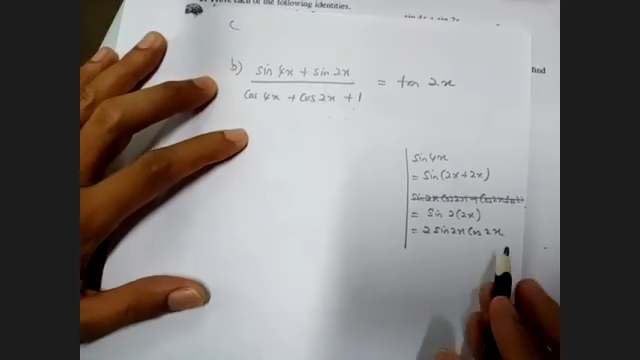 each of the following identities.
find
c
b) sin 4x + sin 2x / cos 4x + cos 2x + 1 = tan 2x
sin 4x
= sin (2x + 2x)
= sin 2(2x)
= 2 sin 2x cos 2x